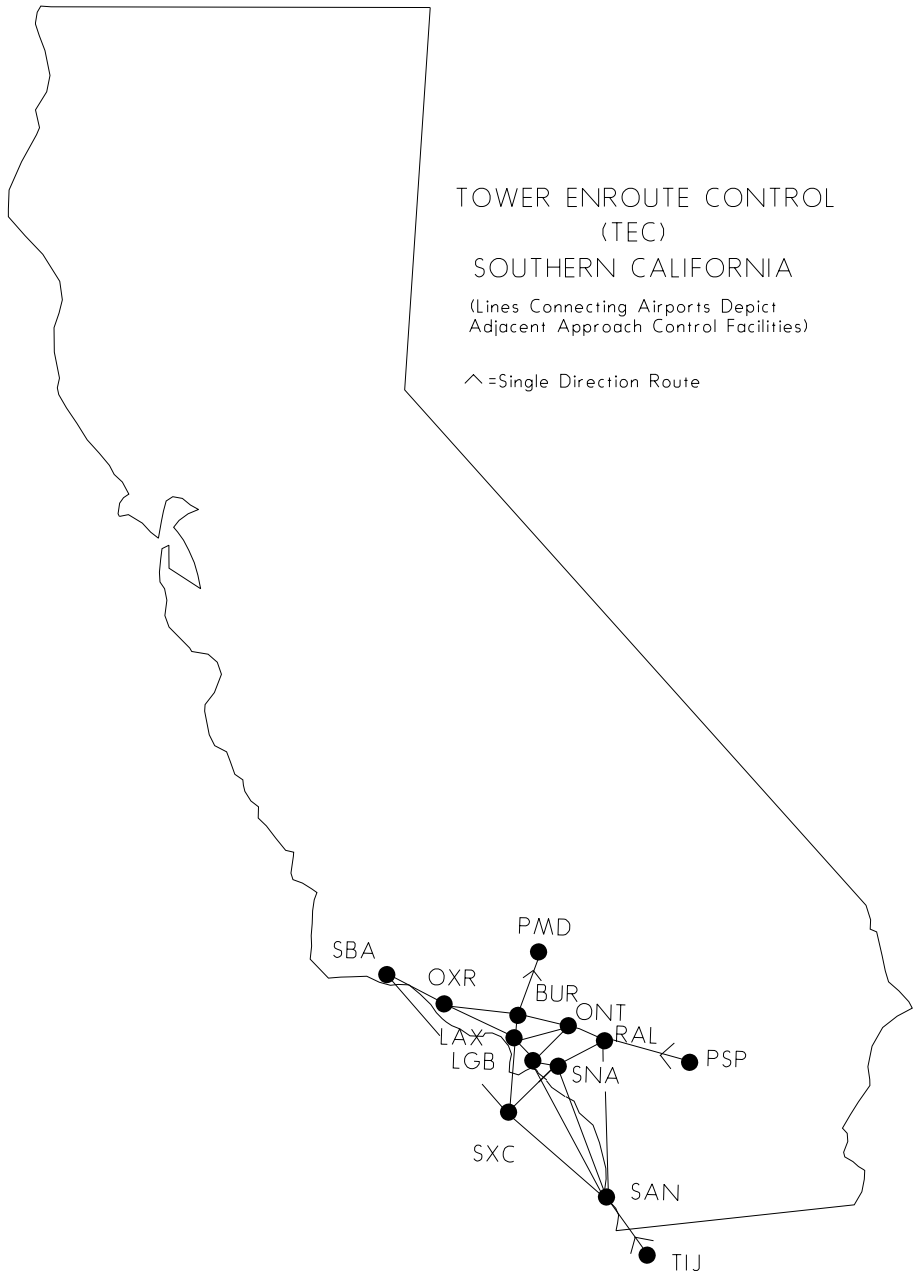 TOWER ENROUTE CONTROL
(TEC)
SOUTHERN CALIFORNIA
(Lines Connecting Airports Depict
Adjacent Approach Control Facilities)
=Single Direction Route
PMD
SBA
OXR
BUR
ONT
LAX
RAL
LGB
PSP
SNA
SXC
SAN
TIJ